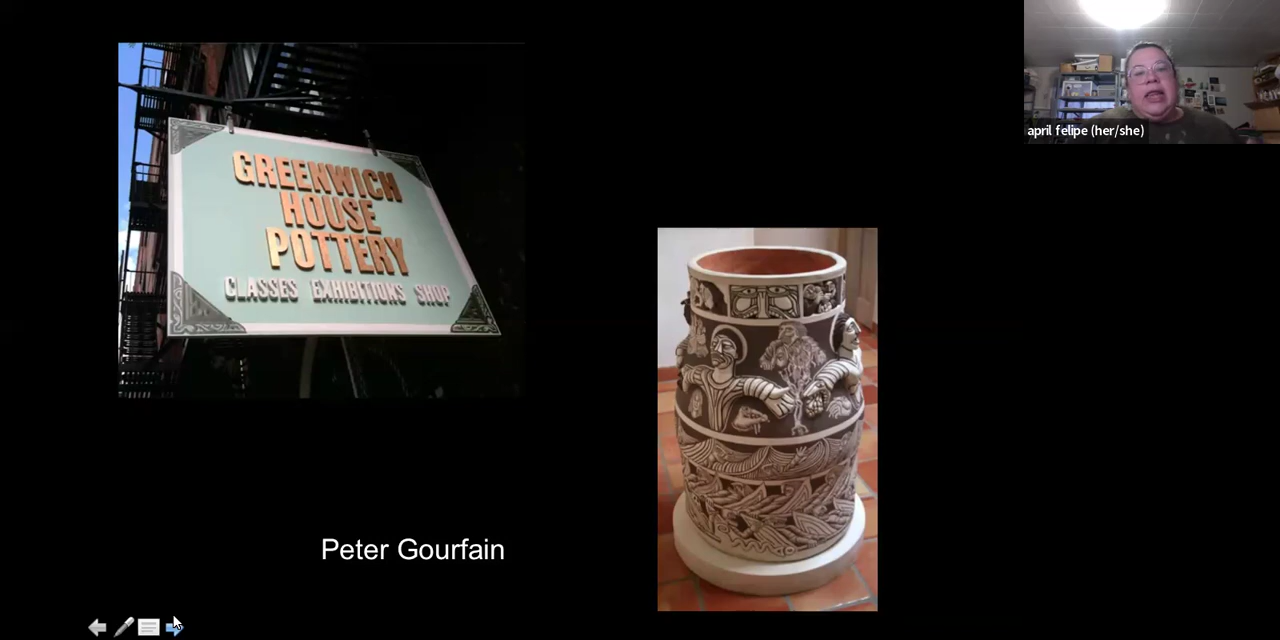 GREENWICH
HOUSE
POTTERY
CLASSES EXHIBITIONS SHOP
april felipe (her/she)
Peter Gourfain